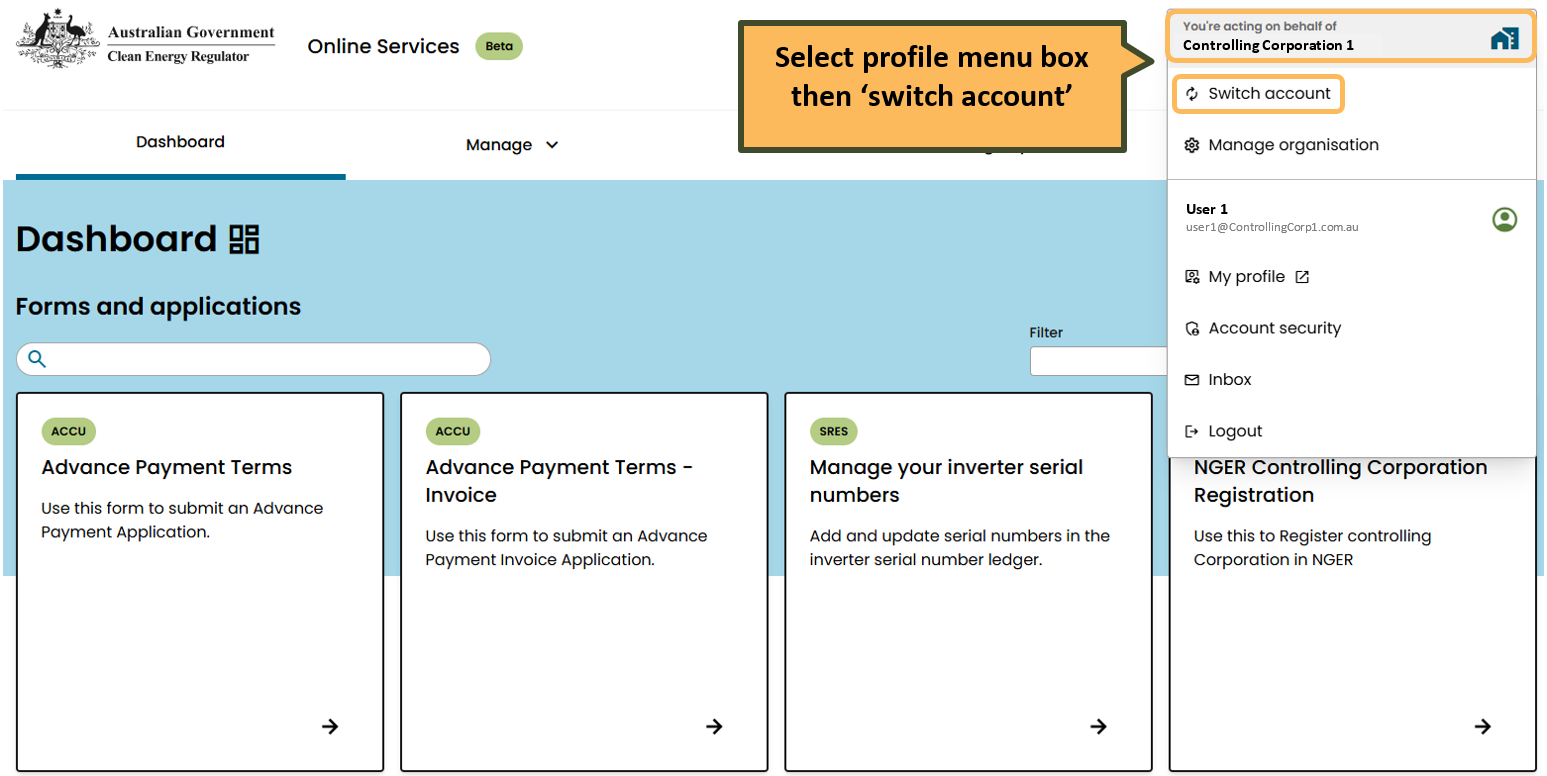 Australian Government
Clean Energy Regulator
Online Services
Beta
Select profile menu box
then ‘switch account’
You're acting on behalf of
Controlling Corporation 1
Switch account
Manage organisation
Dashboard
Manage
User 1
user1@ControllingCorp1.com.au
My profile
Account security
Inbox
Logout
Dashboard
Forms and applications
Filter
ACCU
Advance Payment Terms
Use this form to submit an Advance
Payment Application.
ACCU
Advance Payment Terms -
Invoice
Use this form to submit an Advance
Payment Invoice Application.
SRES
Manage your inverter serial
numbers
Add and update serial numbers in the
inverter serial number ledger.
NGER Controlling Corporation
Registration
Use this to Register controlling
Corporation in NGER